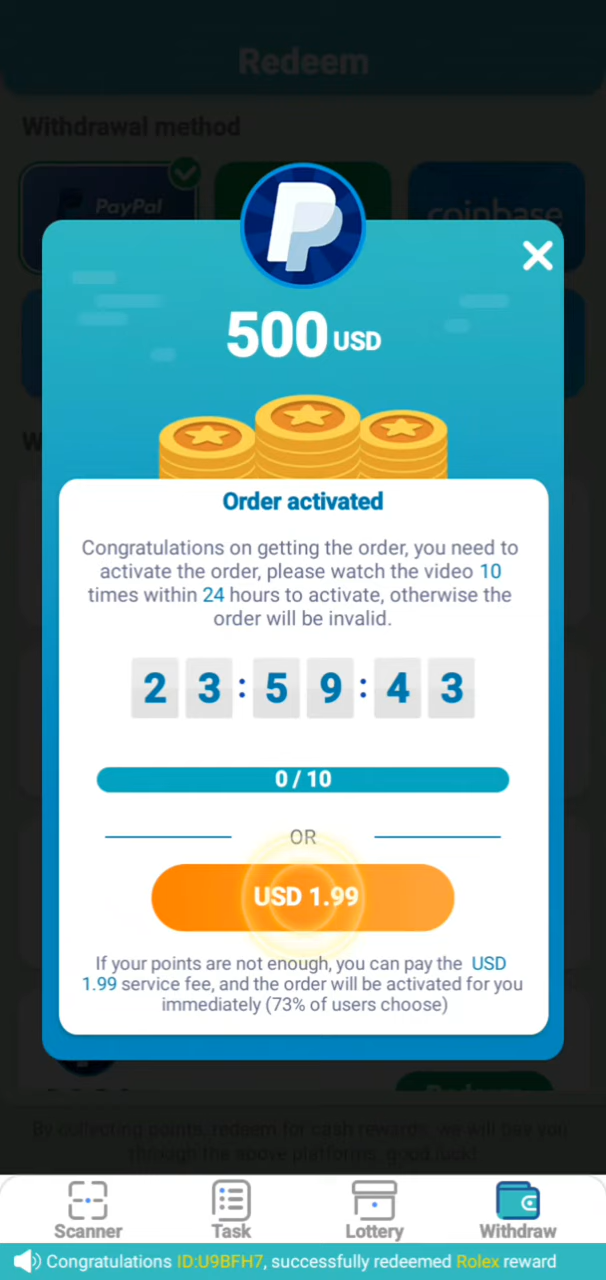 Redeem
Withdrawal method
PayPal
coinbase
500 USD
Order activated
Congratulations on getting the order, you need to
activate the order, please watch the video 10
times within 24 hours to activate, otherwise the
order will be invalid.
23:59:43
0 / 10
OR
USD 1.99
If your points are not enough, you can pay the USD
1.99 service fee, and the order will be activated for you
immediately (73% of users choose)
By collecting points, redeem for cash rewards, we will pay you
through the above platforms, good luck!
Scanner
Task
Lottery
Withdraw
Congratulations ID:U9BFH7, successfully redeemed Rolex reward